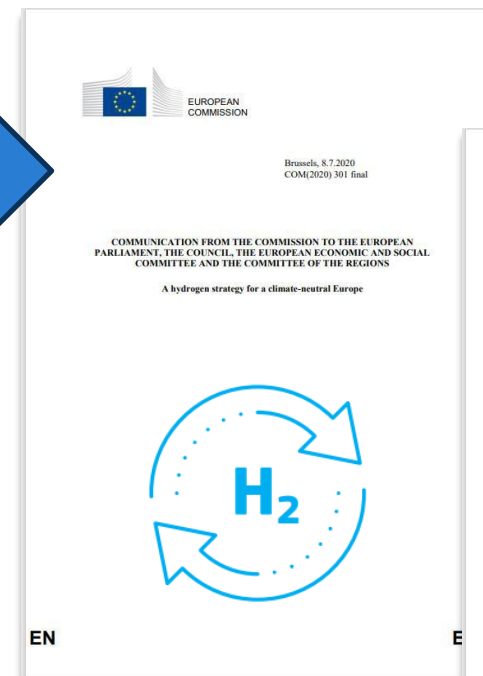 EUROPEAN
COMMISSION
Brussels, 8.7.2020
COM(2020) 301 final
COMMUNICATION FROM THE COMMISSION TO THE EUROPEAN
PARLIAMENT, THE COUNCIL, THE EUROPEAN ECONOMIC AND SOCIAL
COMMITTEE AND THE COMMITTEE OF THE REGIONS
A hydrogen strategy for a climate-neutral Europe
H₂
EN